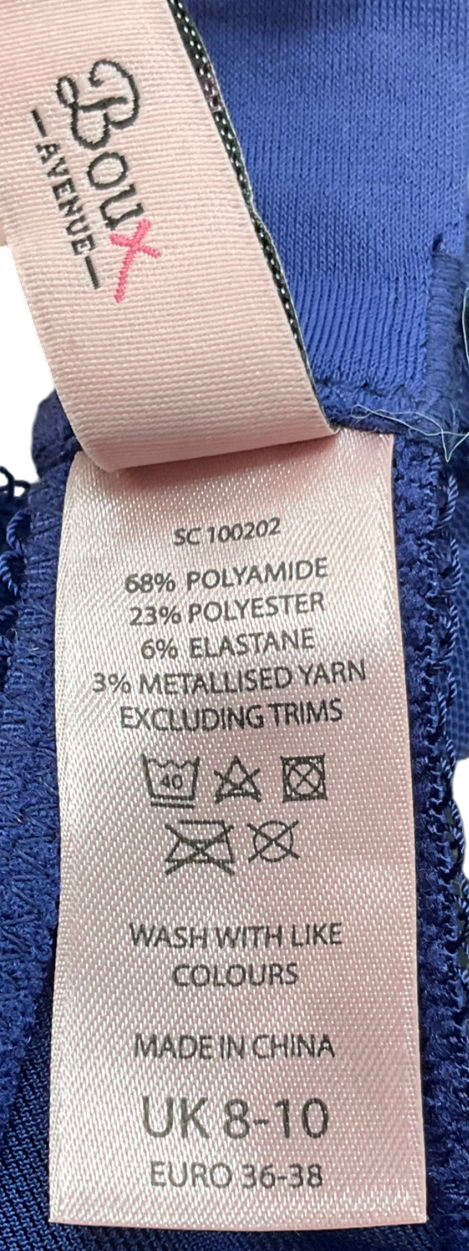 Boux
—AVENUE—
SC 100202
68% POLYAMIDE
23% POLYESTER
6% ELASTANE
3% METALLISED YARN
EXCLUDING TRIMS
40
WASH WITH LIKE
COLOURS
MADE IN CHINA
UK 8-10
EURO 36-38